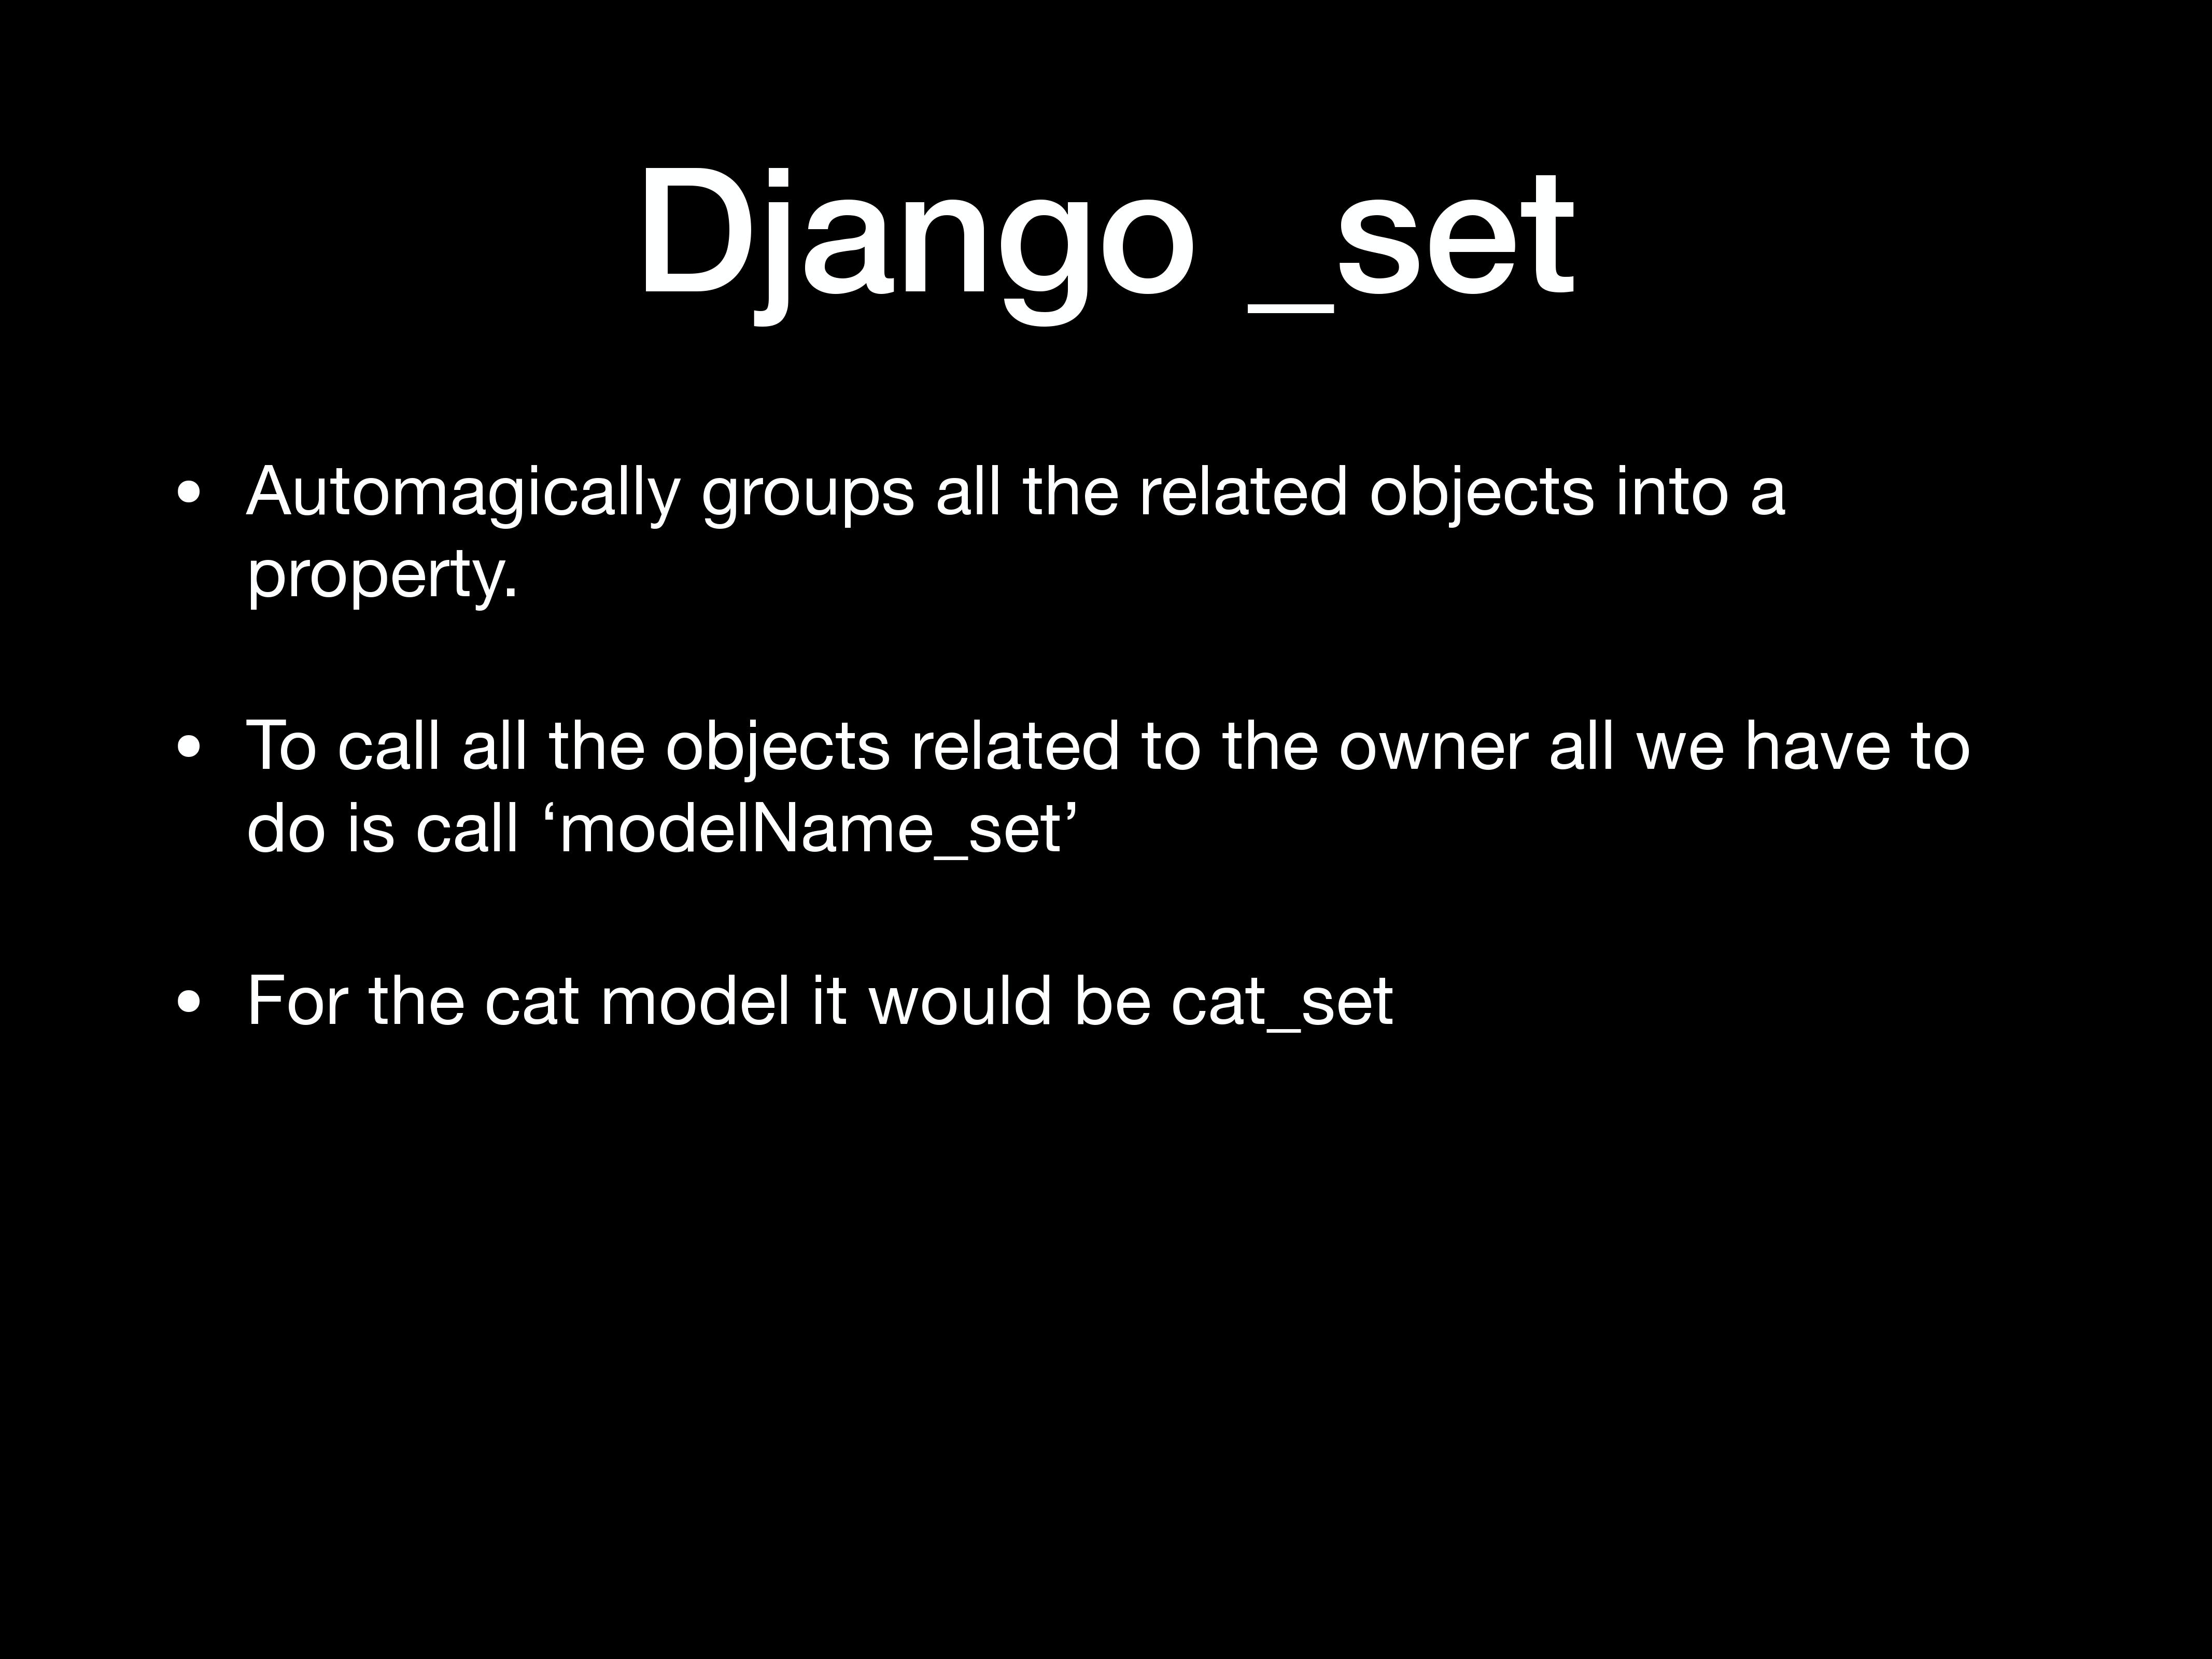 Django _set
• Automagically groups all the related objects into a
property.
• To call all the objects related to the owner all we have to
do is call ‘modelName_set’
• For the cat model it would be cat_set